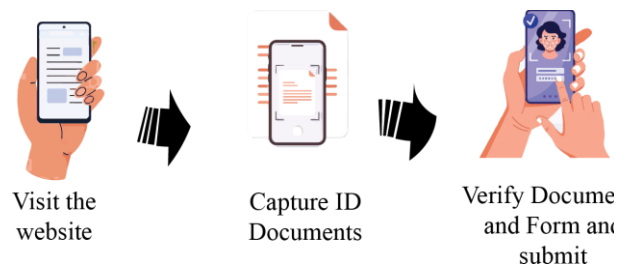 Visit the
website
Capture ID
Documents
Verify Docume
and Form and
submit